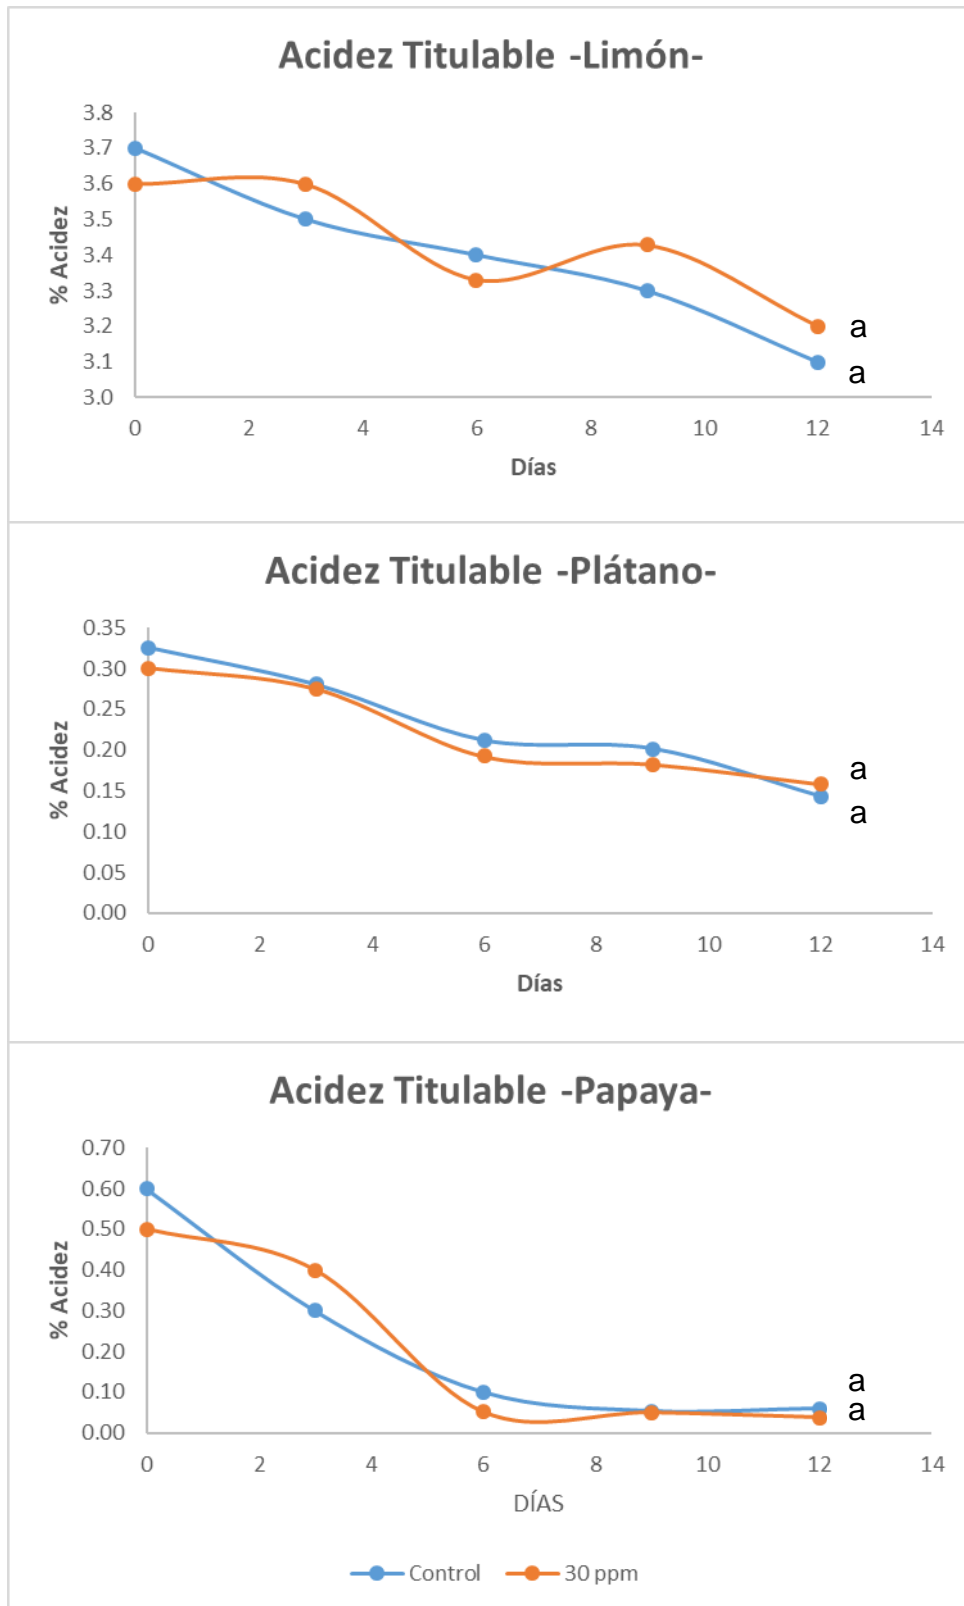 Acidez Titulable -Limón-
3.8
3.7
3.6
3.5
3.4
3.3
3.2
3.1
3.0
% Acidez
a
a
0 2 4 6 8 10 12 14
Días
Acidez Titulable -Plátano-
0.35
0.30
0.25
0.20
0.15
0.10
0.05
0.00
% Acidez
a
a
0 2 4 6 8 10 12 14
Días
Acidez Titulable -Papaya-
0.70
0.60
0.50
0.40
0.30
0.20
0.10
0.00
% Acidez
a
a
0 2 4 6 8 10 12 14
DÍAS
Control 30 ppm